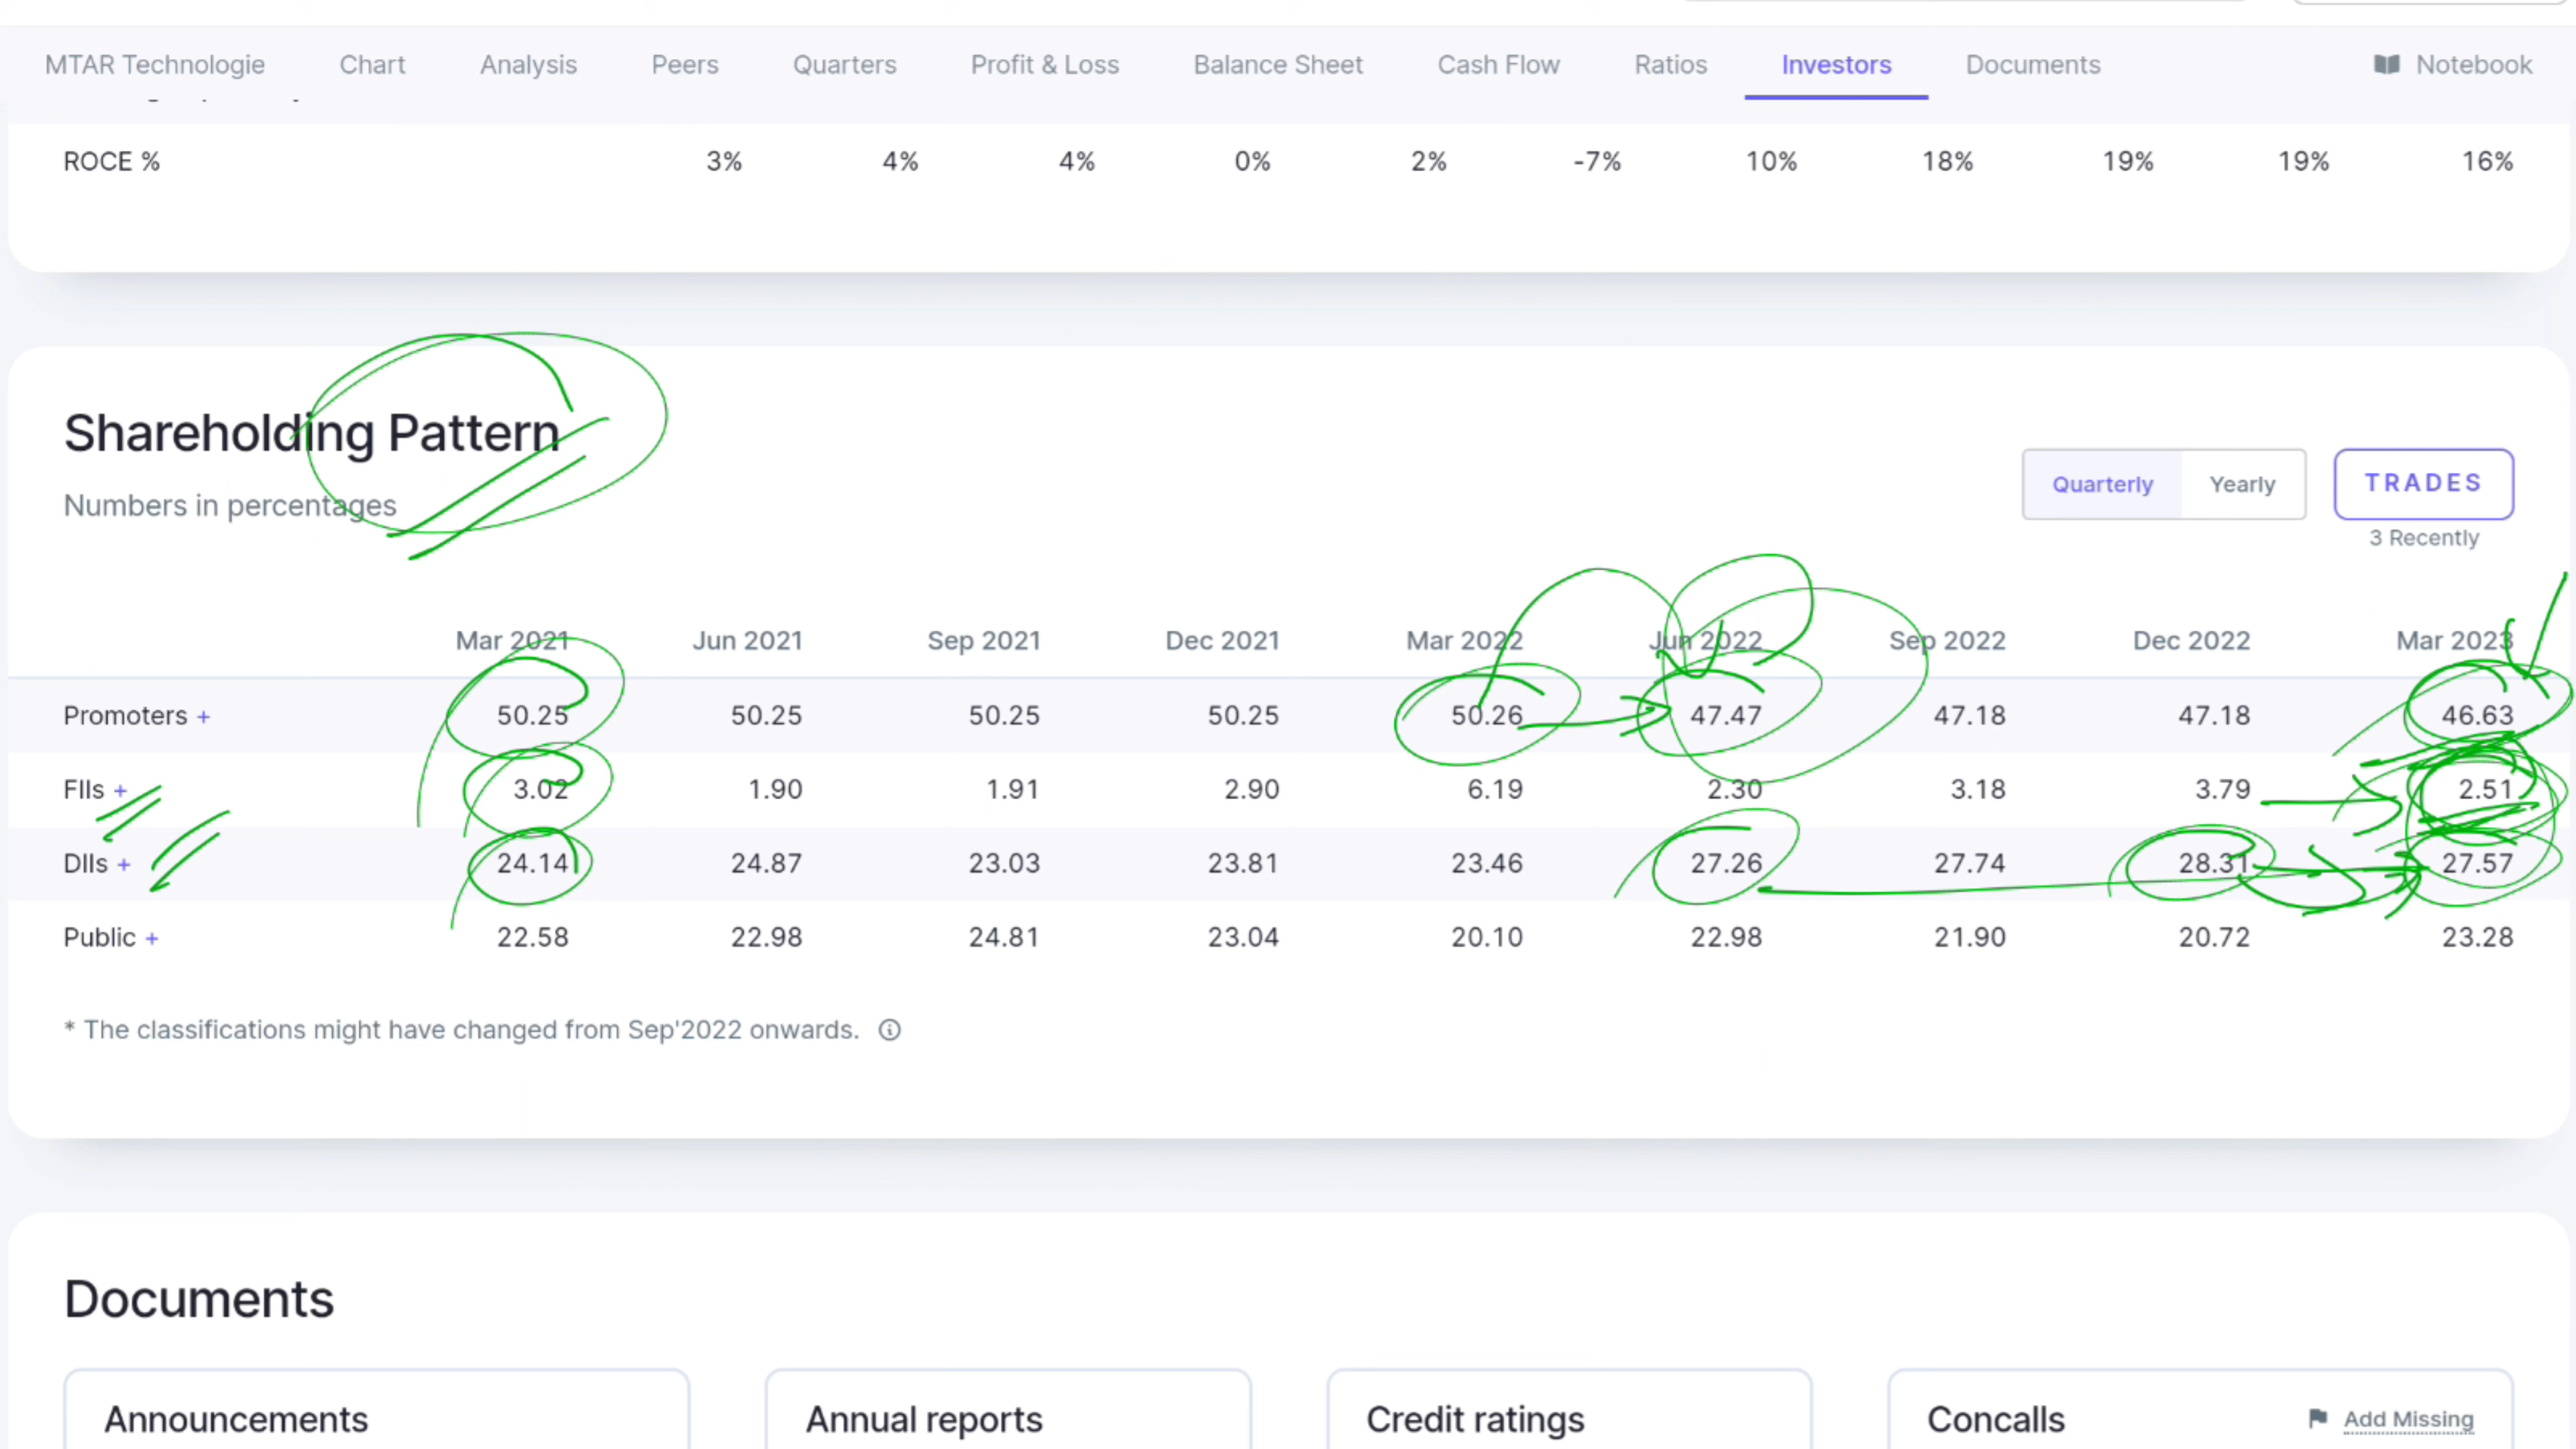 MTAR Technologie Chart Analysis Peers Quarters Profit & Loss Balance Sheet Cash Flow Ratios Investors Documents Notebook
ROCE % 3% 4% 4% 0% 2% -7% 10% 18% 19% 19% 16%
Shareholding Pattern
Numbers in percentages
Quarterly Yearly TRADES
3 Recently
Mar 2021 Jun 2021 Sep 2021 Dec 2021 Mar 2022 Jun 2022 Sep 2022 Dec 2022 Mar 2023
Promoters + 50.25 50.25 50.25 50.25 50.26 47.47 47.18 47.18 46.63
FIIs + 3.02 1.90 1.91 2.90 6.19 2.30 3.18 3.79 2.51
DIIs + 24.14 24.87 23.03 23.81 23.46 27.26 27.74 28.31 27.57
Public + 22.58 22.98 24.81 23.04 20.10 22.98 21.90 20.72 23.28
* The classifications might have changed from Sep'2022 onwards.
Documents
Announcements Annual reports Credit ratings Concalls Add Missing